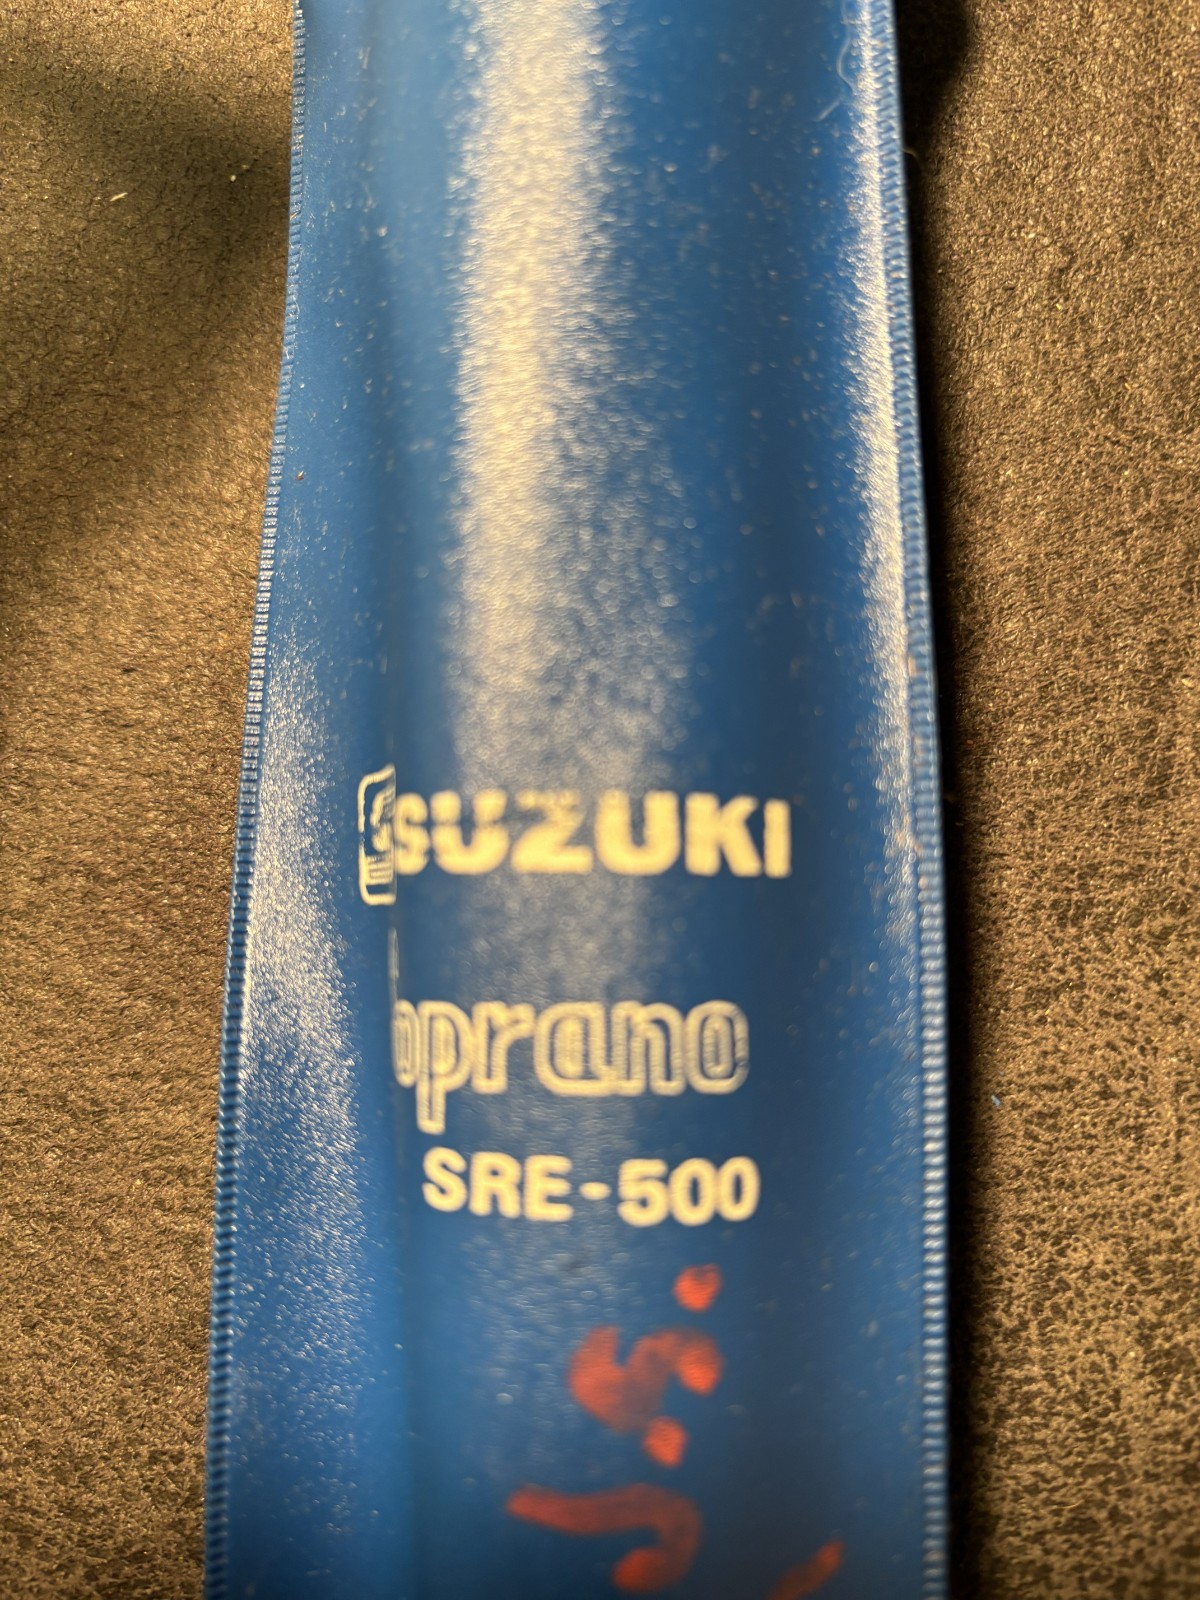 SUZUKI
oprano
SRE-500
J.S.